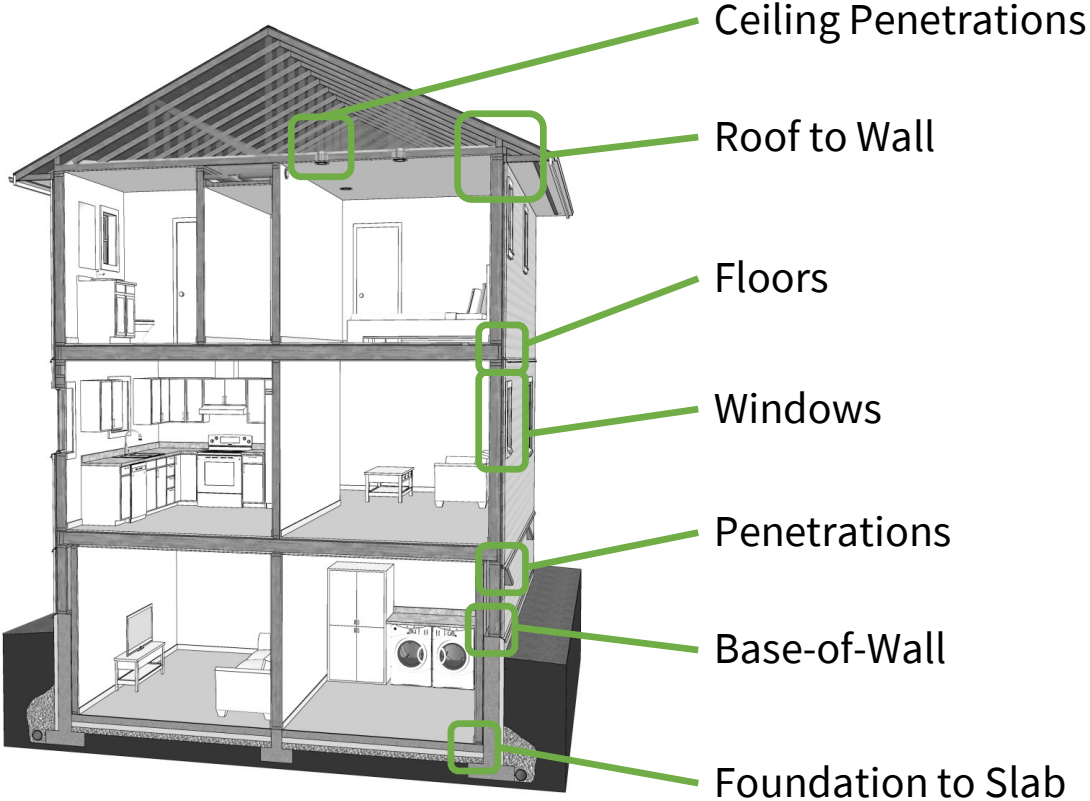 Ceiling Penetrations
Roof to Wall
Floors
Windows
Penetrations
Base-of-Wall
Foundation to Slab